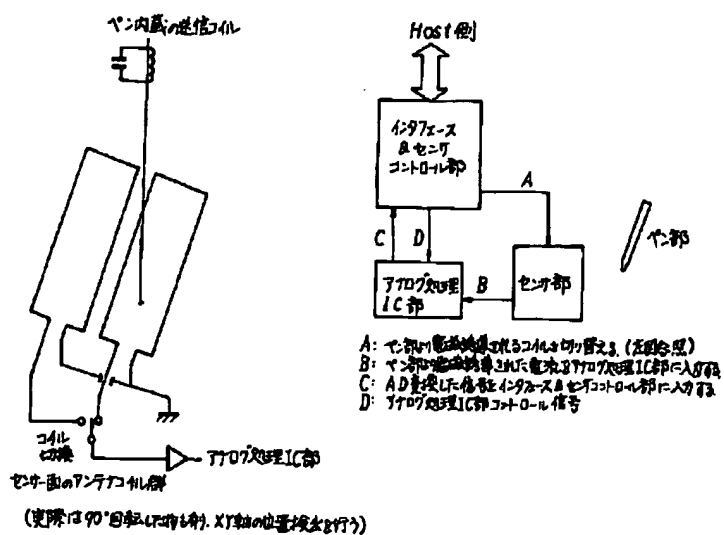 ペン内蔵の送信コイル
コイル
切換
アナログ処理IC部
センサー面のアンテナコイル群
(実際は90°回転した物も有り、XY軸の位置検出を行う)
Host側
インタフェース
&センサ
コントロール部
A
C
D
アナログ処理
IC部
B
センサ部
ペン部
A: ペン部より電磁誘導されるコイルを切り替える (左図参照)
B: ペン部より電磁誘導された電流をアナログ処理IC部に入力する
C: AD変換した信号をインタフェース&センサコントロール部に入力する
D: アナログ処理IC部コントロール信号